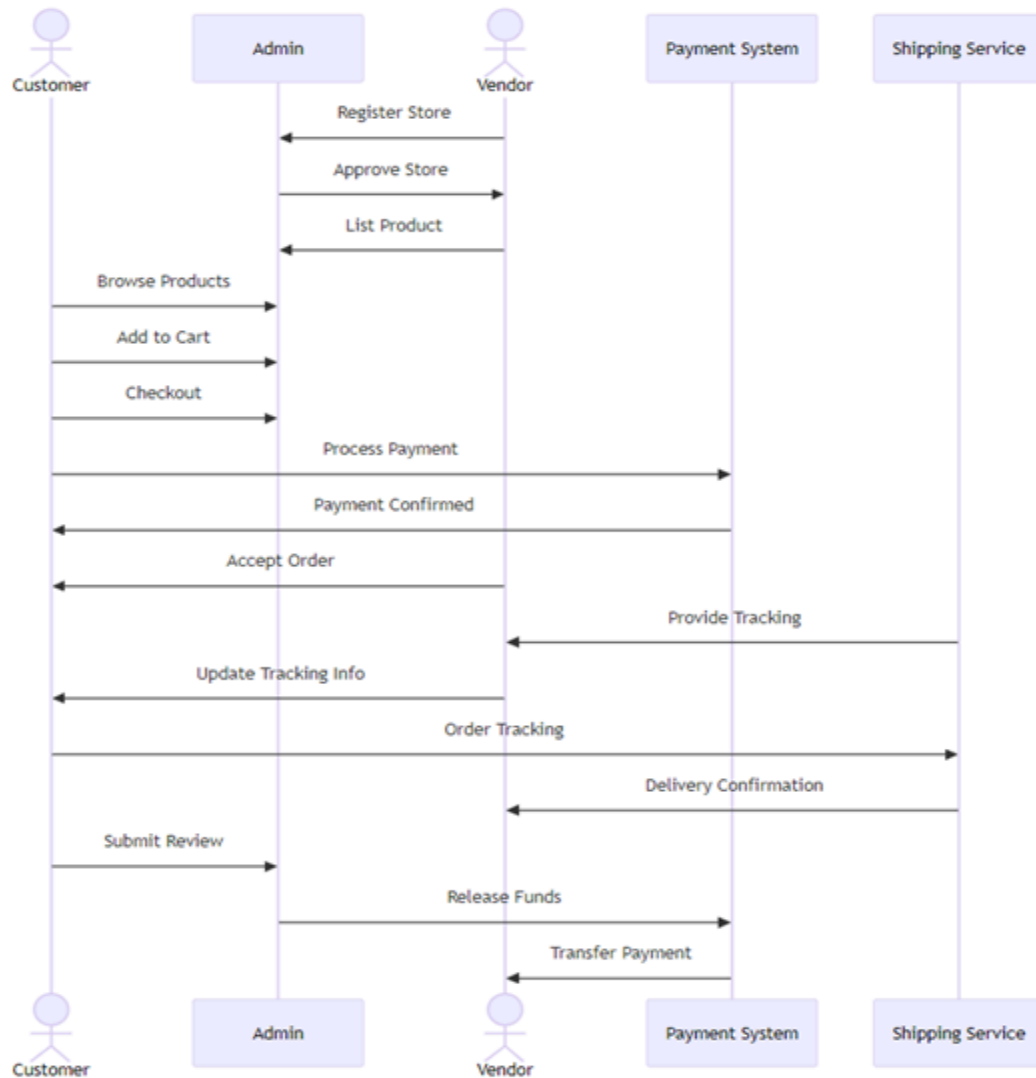 Admin
Payment System
Shipping Service
Customer
Vendor
Register Store
Approve Store
List Product
Browse Products
Add to Cart
Checkout
Process Payment
Payment Confirmed
Accept Order
Provide Tracking
Update Tracking Info
Order Tracking
Delivery Confirmation
Submit Review
Release Funds
Transfer Payment
Admin
Payment System
Shipping Service
Customer
Vendor